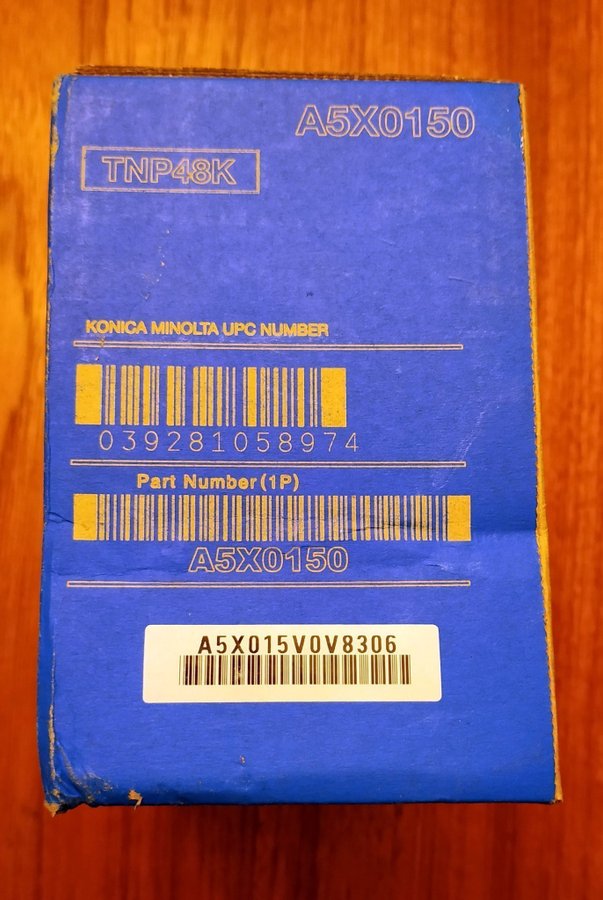 A5X0150
TNP48K
KONICA MINOLTA UPC NUMBER
039281058974
Part Number(1P)
A5X0150
A5X015V0V8306